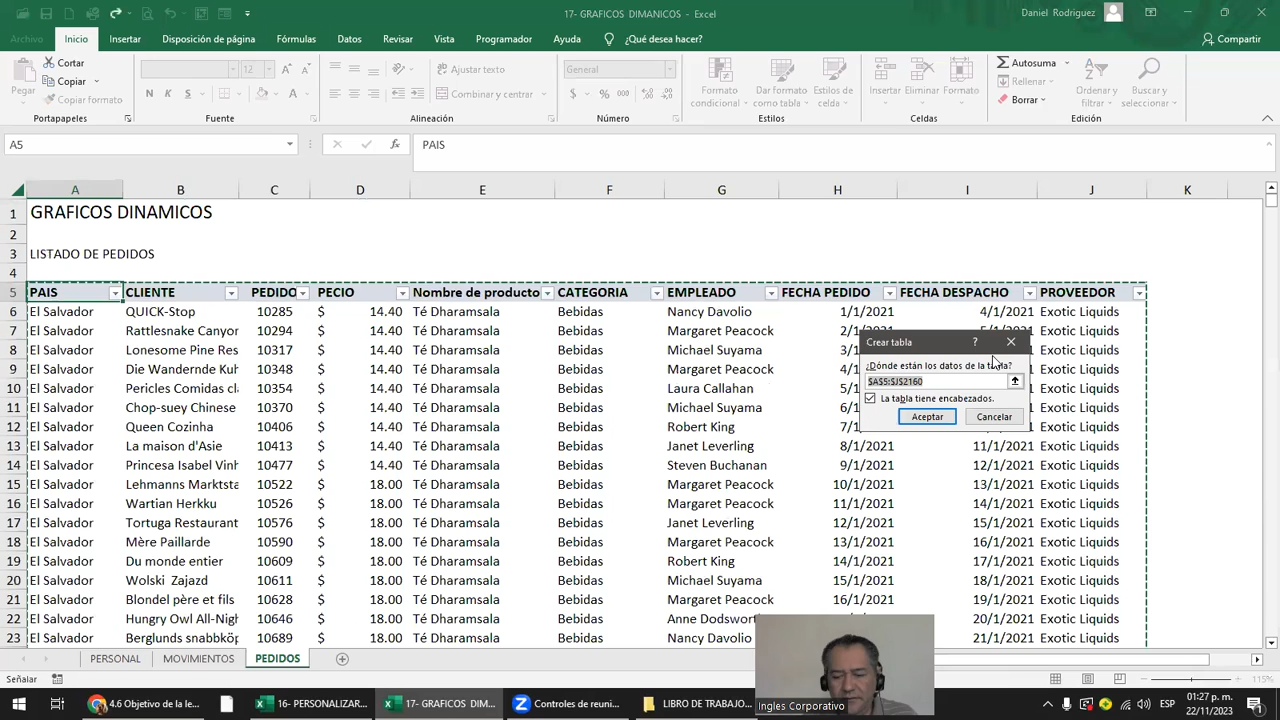 17- GRAFICOS DIMANICOS - Excel
Daniel Rodriguez
Archivo Inicio Insertar Disposición de página Fórmulas Datos Revisar Vista Programador Ayuda ¿Qué desea hacer? Compartir
Pegar
Cortar
Copiar
Copiar formato
12
N K S
Ajustar texto
Combinar y centrar
General
$ % 000
Formato condicional
Dar formato como tabla
Estilos de celda
Insertar Eliminar Formato
Autosuma
Rellenar
Borrar
Ordenar y filtrar
Buscar y seleccionar
Portapapeles Fuente Alineación Número Estilos Celdas Edición
A5 fx PAIS
A B C D E F G H I J K
1 GRAFICOS DINAMICOS
2
3 LISTADO DE PEDIDOS
4
5 PAIS CLIENTE PEDIDO PECIO Nombre de producto CATEGORIA EMPLEADO FECHA PEDIDO FECHA DESPACHO PROVEEDOR
6 El Salvador QUICK-Stop 10285 $ 14.40 Té Dharamsala Bebidas Nancy Davolio 1/1/2021 4/1/2021 Exotic Liquids
7 El Salvador Rattlesnake Canyon 10294 $ 14.40 Té Dharamsala Bebidas Margaret Peacock Exotic Liquids
8 El Salvador Lonesome Pine Res 10317 $ 14.40 Té Dharamsala Bebidas Michael Suyama Exotic Liquids
9 El Salvador Die Wandernde Kuh 10348 $ 14.40 Té Dharamsala Bebidas Margaret Peacock Exotic Liquids
10 El Salvador Pericles Comidas cl 10370 $ 14.40 Té Dharamsala Bebidas Laura Callahan Exotic Liquids
11 El Salvador Chop-suey Chinese 10370 $ 14.40 Té Dharamsala Bebidas Michael Suyama Exotic Liquids
12 El Salvador Queen Cozinha 10406 $ 14.40 Té Dharamsala Bebidas Robert King Exotic Liquids
13 El Salvador La maison d'Asie 10413 $ 14.40 Té Dharamsala Bebidas Janet Leverling 8/1/2021 11/1/2021 Exotic Liquids
14 El Salvador Princesa Isabel Vinh 10477 $ 14.40 Té Dharamsala Bebidas Steven Buchanan 9/1/2021 12/1/2021 Exotic Liquids
15 El Salvador Lehmanns Marktsta 10522 $ 18.00 Té Dharamsala Bebidas Margaret Peacock 10/1/2021 13/1/2021 Exotic Liquids
16 El Salvador Wartian Herkku 10526 $ 18.00 Té Dharamsala Bebidas Margaret Peacock 11/1/2021 14/1/2021 Exotic Liquids
17 El Salvador Tortuga Restaurant 10576 $ 18.00 Té Dharamsala Bebidas Janet Leverling 12/1/2021 15/1/2021 Exotic Liquids
18 El Salvador Mère Paillarde 10590 $ 18.00 Té Dharamsala Bebidas Margaret Peacock 13/1/2021 16/1/2021 Exotic Liquids
19 El Salvador Du monde entier 10609 $ 18.00 Té Dharamsala Bebidas Robert King 14/1/2021 17/1/2021 Exotic Liquids
20 El Salvador Wolski Zajazd 10611 $ 18.00 Té Dharamsala Bebidas Michael Suyama 15/1/2021 18/1/2021 Exotic Liquids
21 El Salvador Blondel père et fils 10628 $ 18.00 Té Dharamsala Bebidas Margaret Peacock 16/1/2021 19/1/2021 Exotic Liquids
22 El Salvador Hungry Owl All-Nigh 10646 $ 18.00 Té Dharamsala Bebidas Anne Dodsworth 20/1/2021 Exotic Liquids
23 El Salvador Berglunds snabbköp 10689 $ 18.00 Té Dharamsala Bebidas Nancy Davolio 21/1/2021 Exotic Liquids
Crear tabla ?
¿Dónde están los datos de la tabla?
$A$5:$J$2160
La tabla tiene encabezados.
Aceptar Cancelar
PERSONAL MOVIMIENTOS PEDIDOS
Señalar 115%
Ingles Corporativo
4.6 Objetivo de la le...
16- PERSONALIZAR...
17- GRAFICOS DIM...
Controles de reuni...
LIBRO DE TRABAJO...
ESP
01:27 p. m.
22/11/2023